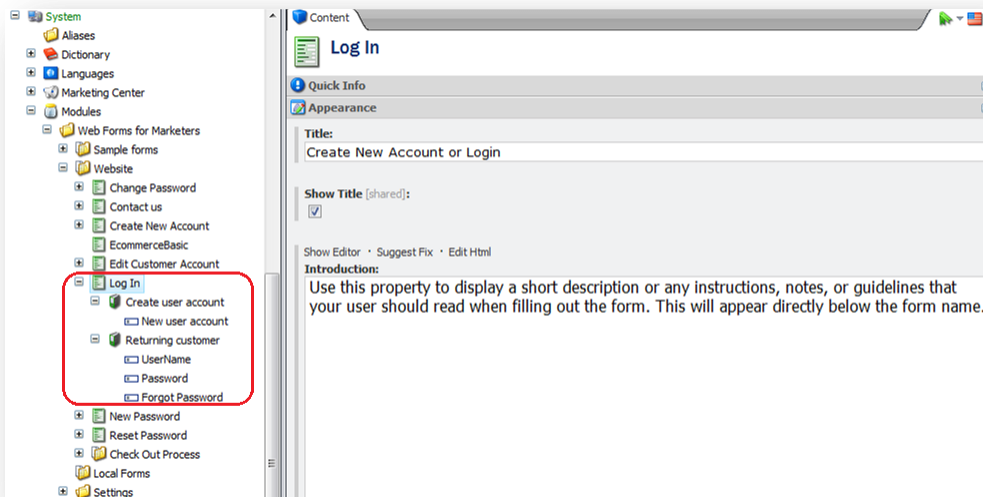 System
Aliases
Dictionary
Languages
Marketing Center
Modules
Web Forms for Marketers
Sample forms
Website
Change Password
Contact us
Create New Account
EcommerceBasic
Edit Customer Account
Log In
Create user account
New user account
Returning customer
UserName
Password
Forgot Password
New Password
Reset Password
Check Out Process
Local Forms
Settings
Content
Log In
Quick Info
Appearance
Title:
Create New Account or Login
Show Title [shared]:
Show Editor · Suggest Fix · Edit Html
Introduction:
Use this property to display a short description or any instructions, notes, or guidelines that
your user should read when filling out the form. This will appear directly below the form name.